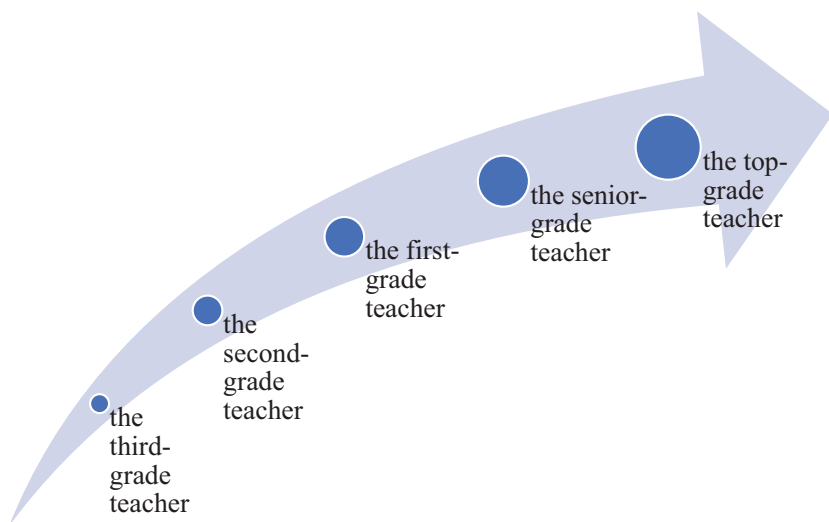 the
third-
grade
teacher
the
second-
grade
teacher
the first-
grade
teacher
the senior-
grade
teacher
the top-
grade
teacher